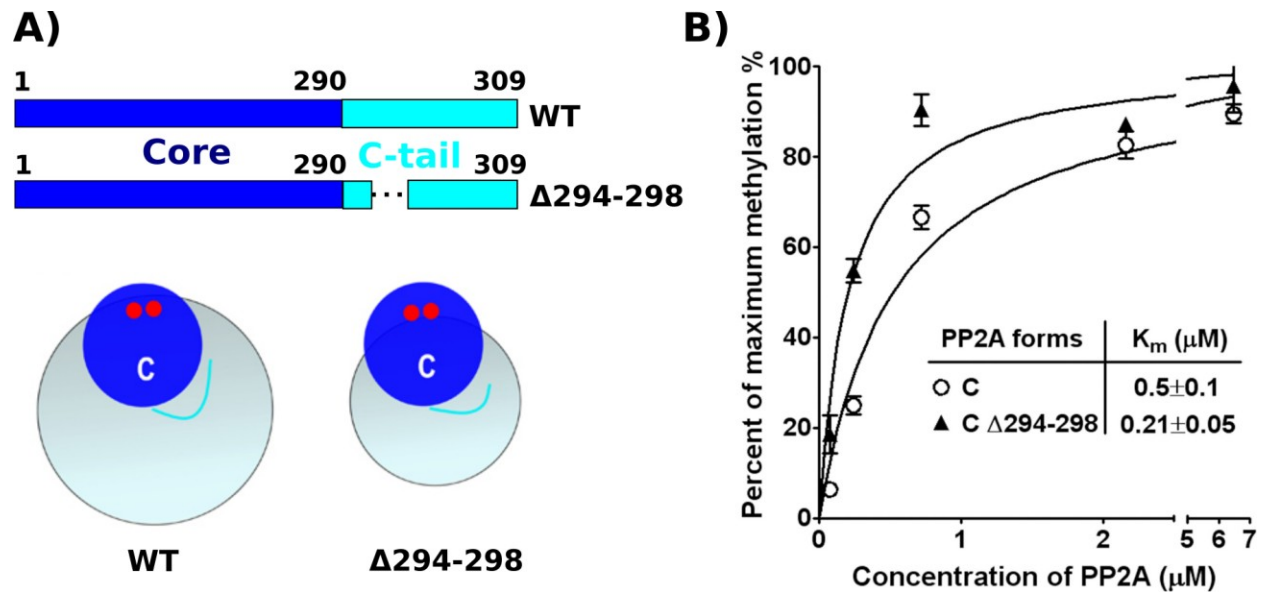 A)
1 290 309
WT
Core C-tail
1 290 309
... Δ294-298
C C
WT Δ294-298
B)
Percent of maximum methylation %
100
80
60
40
20
0
PP2A forms Km (μM)
C 0.5±0.1
C Δ294-298 0.21±0.05
0 1 2 5 6 7
Concentration of PP2A (μM)